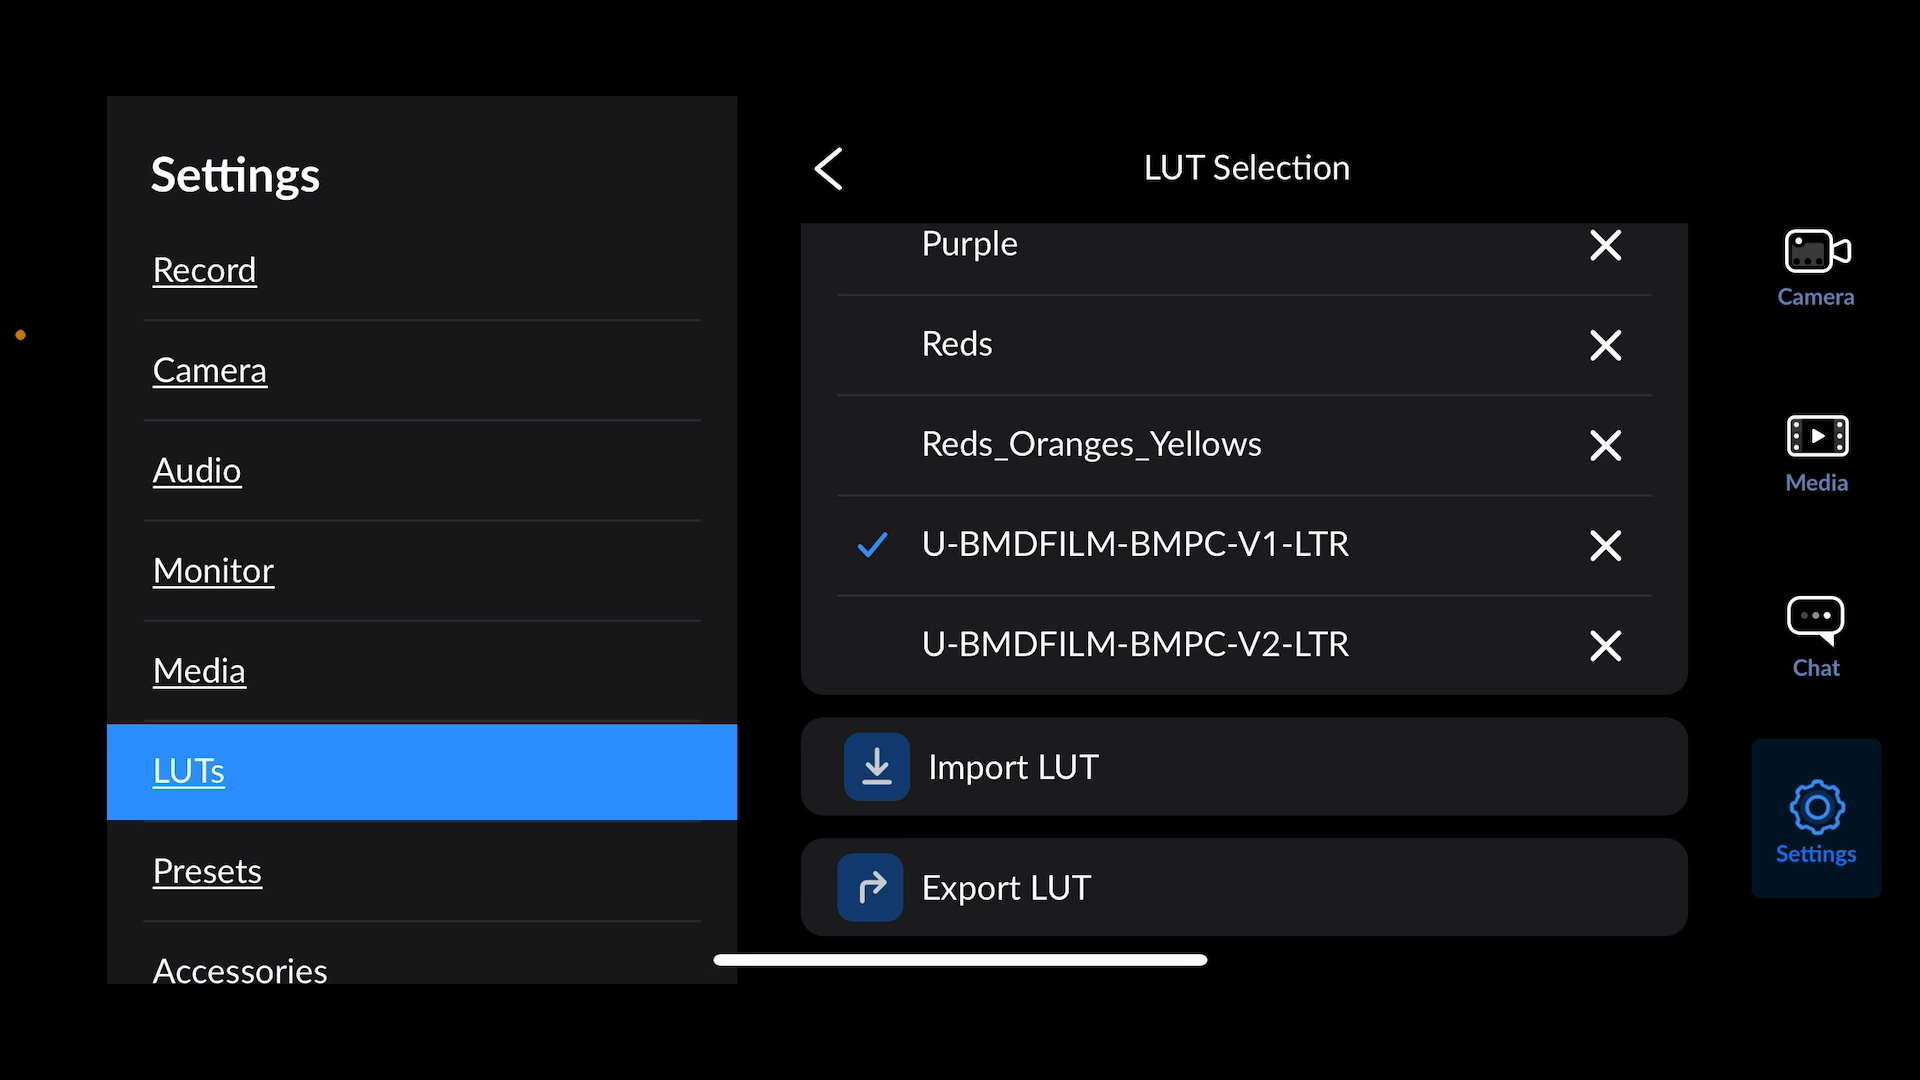 Settings
Record
Camera
Audio
Monitor
Media
LUTs
Presets
Accessories
LUT Selection
Purple
Reds
Reds_Oranges_Yellows
U-BMDFILM-BMPC-V1-LTR
U-BMDFILM-BMPC-V2-LTR
Import LUT
Export LUT
Camera
Media
Chat
Settings